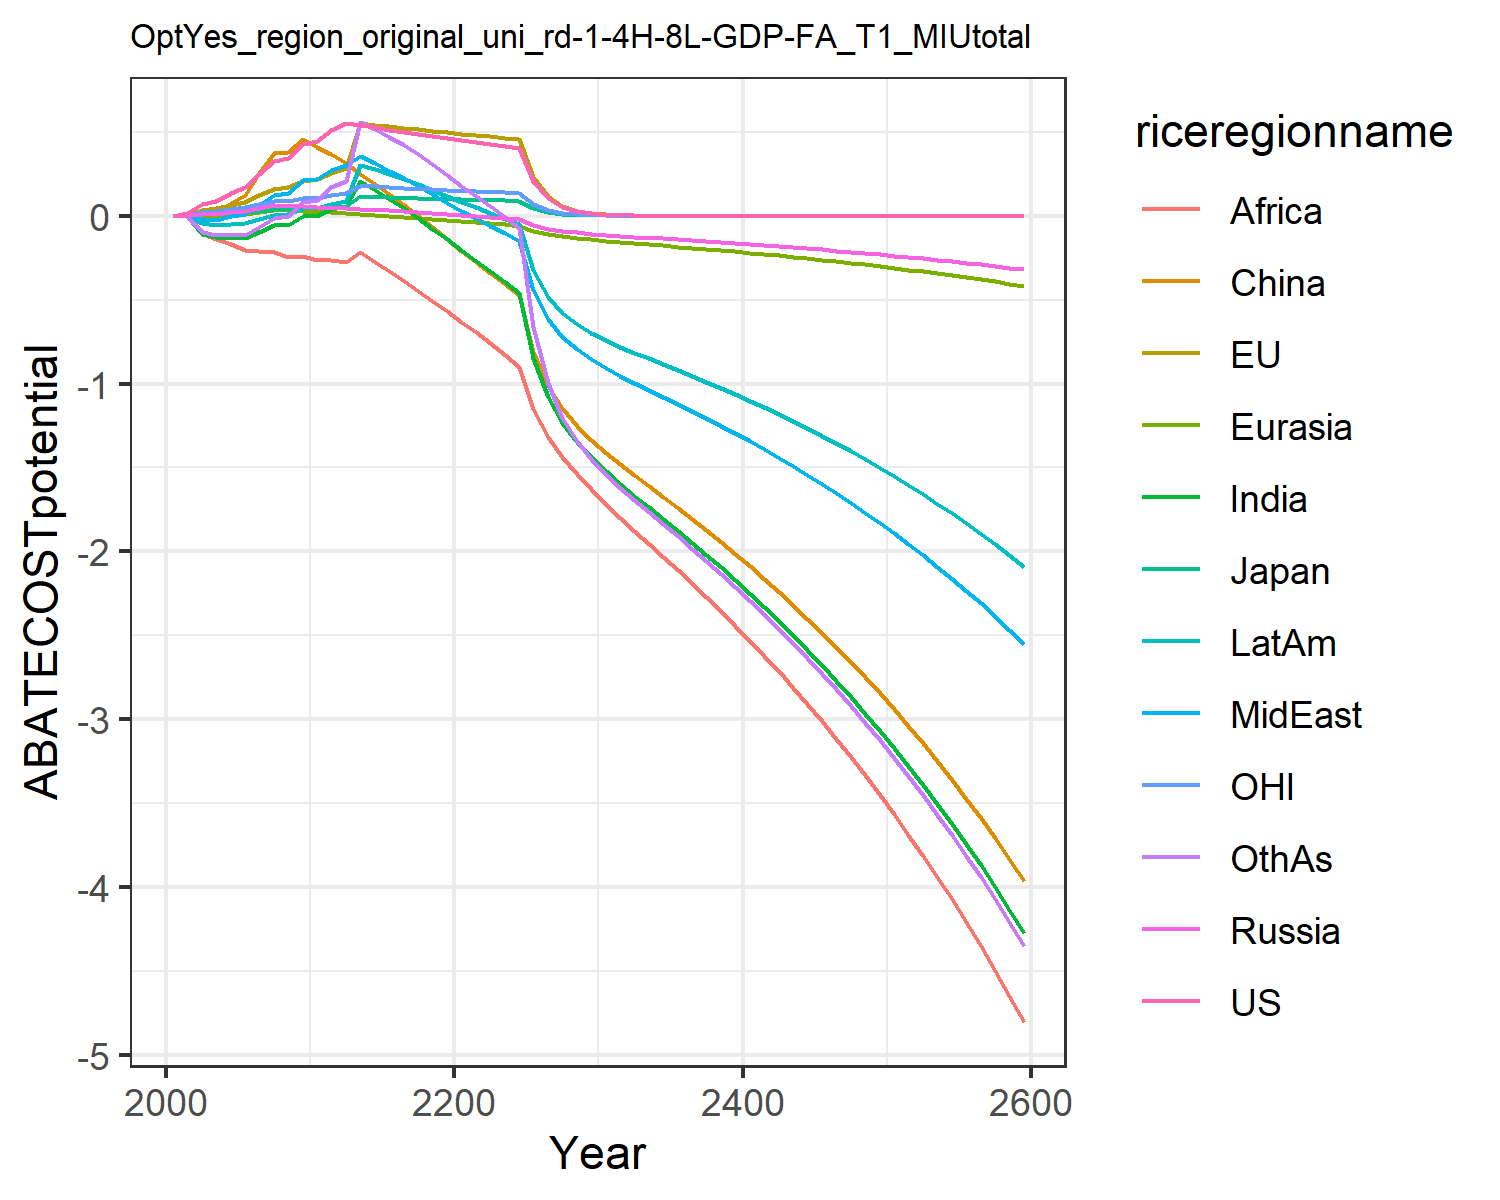 OptYes_region_original_uni_rd-1-4H-8L-GDP-FA_T1_MIUtotal
riceregionname
Africa
China
EU
Eurasia
India
Japan
LatAm
MidEast
OHI
OthAs
Russia
US
ABATECOSTpotential
0
-1
-2
-3
-4
-5
2000
2200
2400
2600
Year